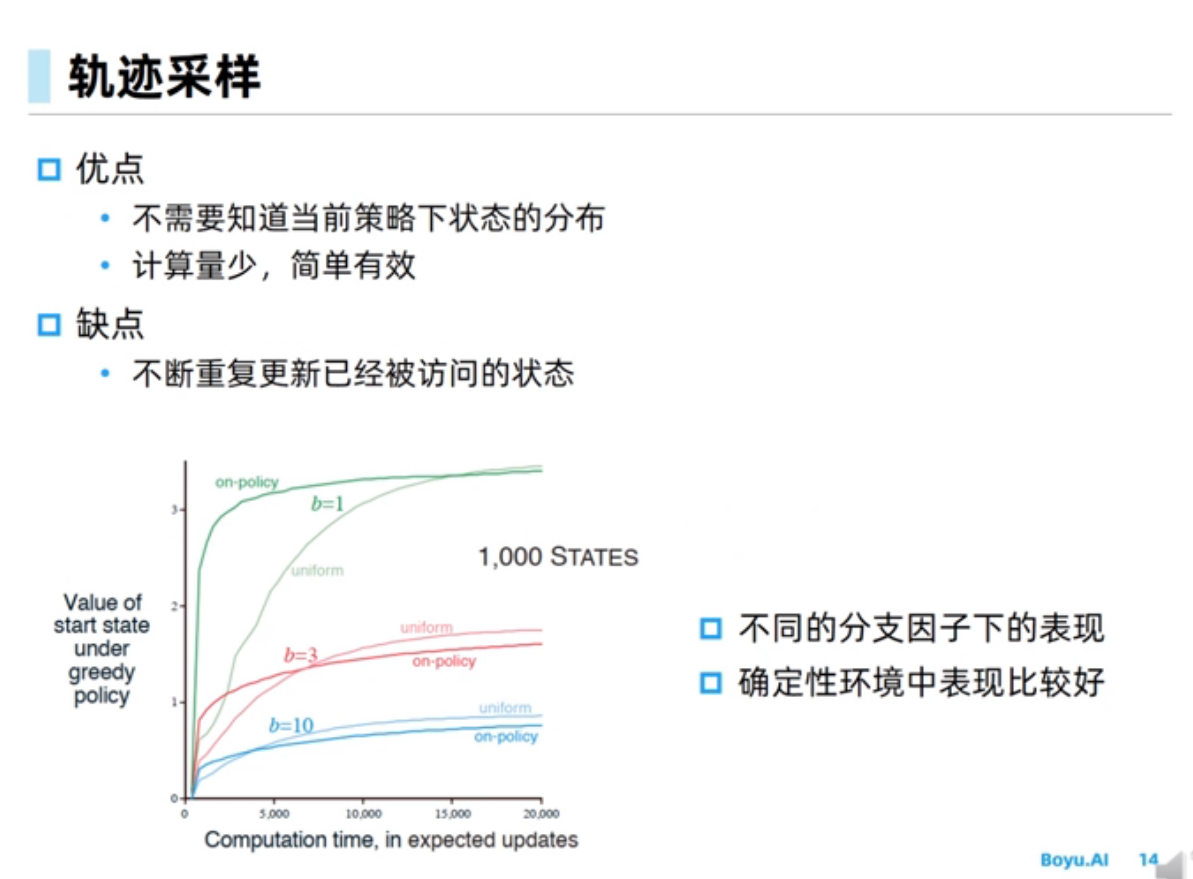 轨迹采样
优点
不需要知道当前策略下状态的分布
计算量少，简单有效
缺点
不断重复更新已经被访问的状态
on-policy
b=1
3
1,000 STATES
uniform
Value of
start state
under
greedy
policy
2
uniform
b=3
on-policy
1
uniform
b=10
on-policy
0
0 5,000 10,000 15,000 20,000
Computation time, in expected updates
不同的分支因子下的表现
确定性环境中表现比较好
Boyu.AI 14